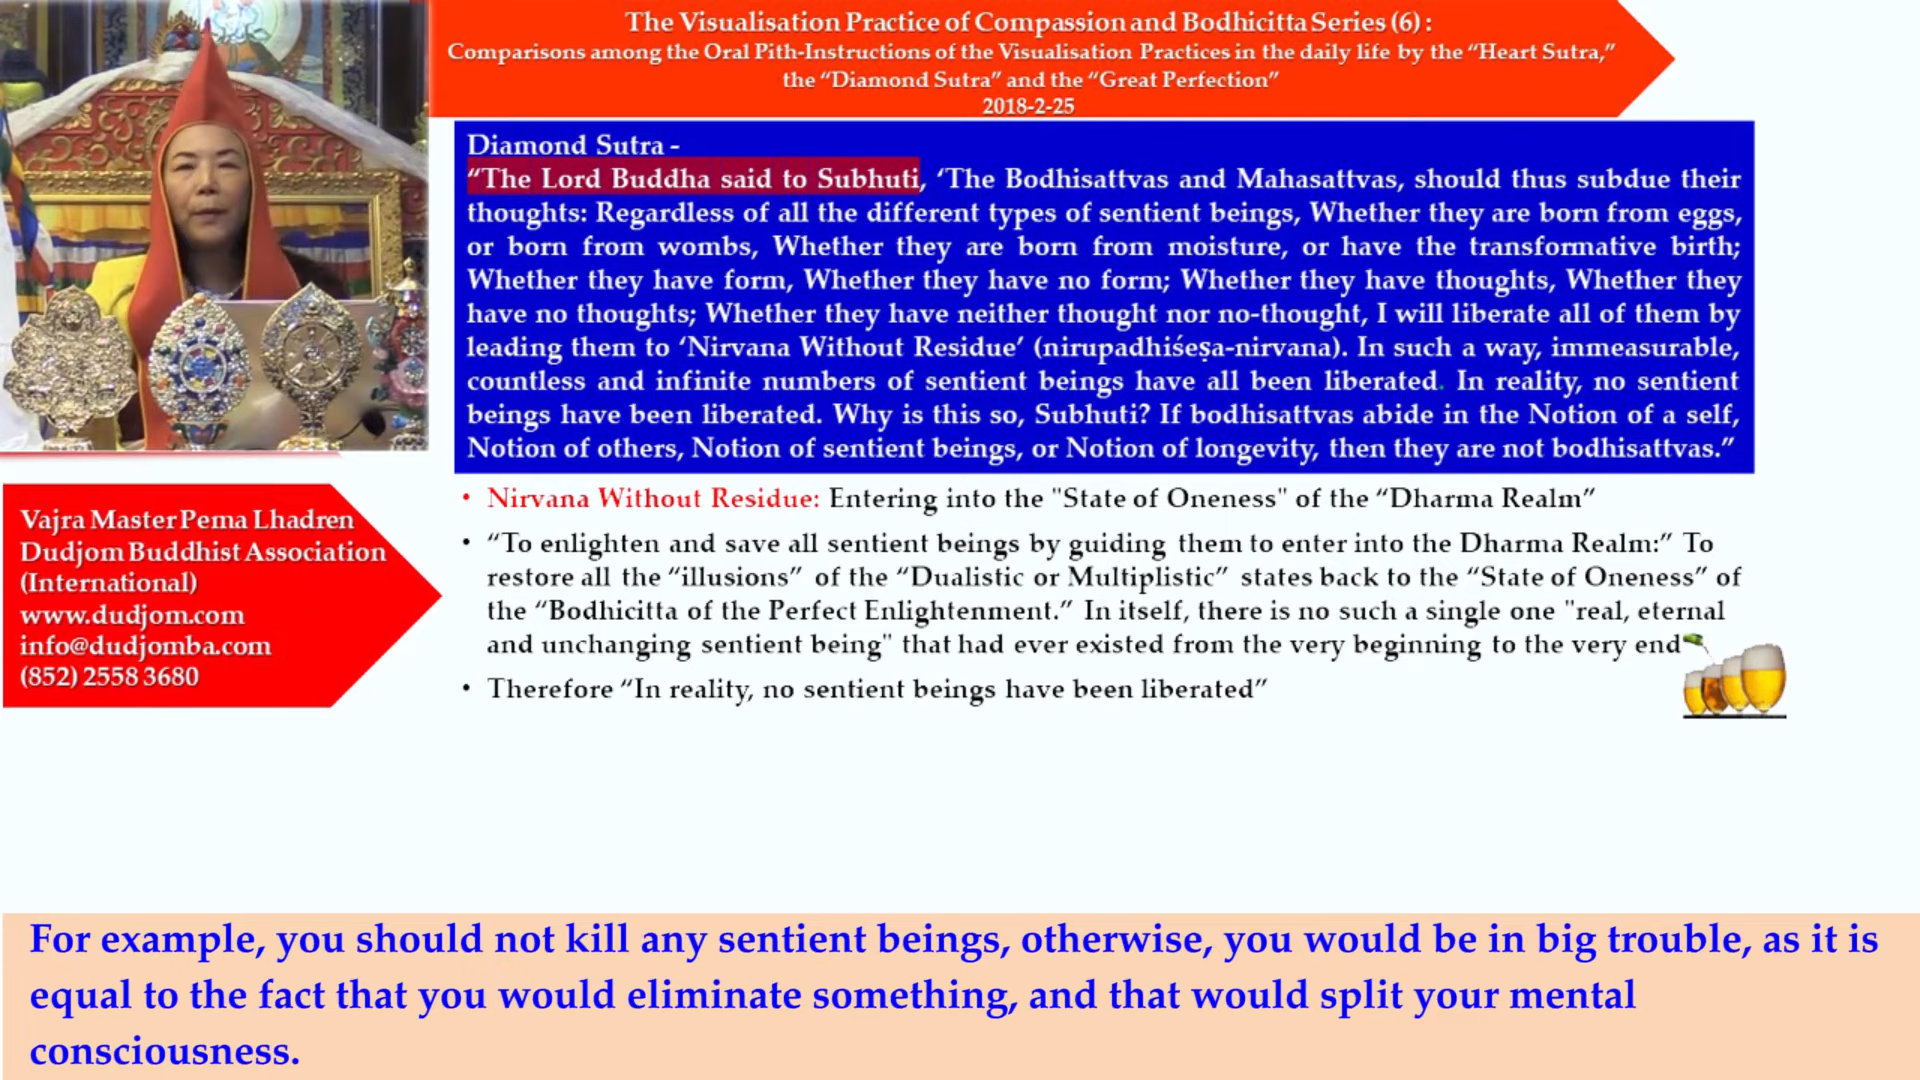 The Visualisation Practice of Compassion and Bodhicitta Series (6) :
Comparisons among the Oral Pith-Instructions of the Visualisation Practices in the daily life by the “Heart Sutra,”
the “Diamond Sutra” and the “Great Perfection”
2018-2-25
Diamond Sutra -
“The Lord Buddha said to Subhuti, ‘The Bodhisattvas and Mahasattvas, should thus subdue their
thoughts: Regardless of all the different types of sentient beings, Whether they are born from eggs,
or born from wombs, Whether they are born from moisture, or have the transformative birth;
Whether they have form, Whether they have no form; Whether they have thoughts, Whether they
have no thoughts; Whether they have neither thought nor no-thought, I will liberate all of them by
leading them to ‘Nirvana Without Residue’ (nirupadhiśeṣa-nirvana). In such a way, immeasurable,
countless and infinite numbers of sentient beings have all been liberated. In reality, no sentient
beings have been liberated. Why is this so, Subhuti? If bodhisattvas abide in the Notion of a self,
Notion of others, Notion of sentient beings, or Notion of longevity, then they are not bodhisattvas.”
• Nirvana Without Residue: Entering into the "State of Oneness" of the “Dharma Realm”
• “To enlighten and save all sentient beings by guiding them to enter into the Dharma Realm:” To
restore all the “illusions” of the “Dualistic or Multiplistic” states back to the “State of Oneness” of
the “Bodhicitta of the Perfect Enlightenment.” In itself, there is no such a single one "real, eternal
and unchanging sentient being" that had ever existed from the very beginning to the very end
• Therefore “In reality, no sentient beings have been liberated”
Vajra Master Pema Lhadren
Dudjom Buddhist Association
(International)
www.dudjom.com
info@dudjomba.com
(852) 2558 3680
For example, you should not kill any sentient beings, otherwise, you would be in big trouble, as it is
equal to the fact that you would eliminate something, and that would split your mental
consciousness.